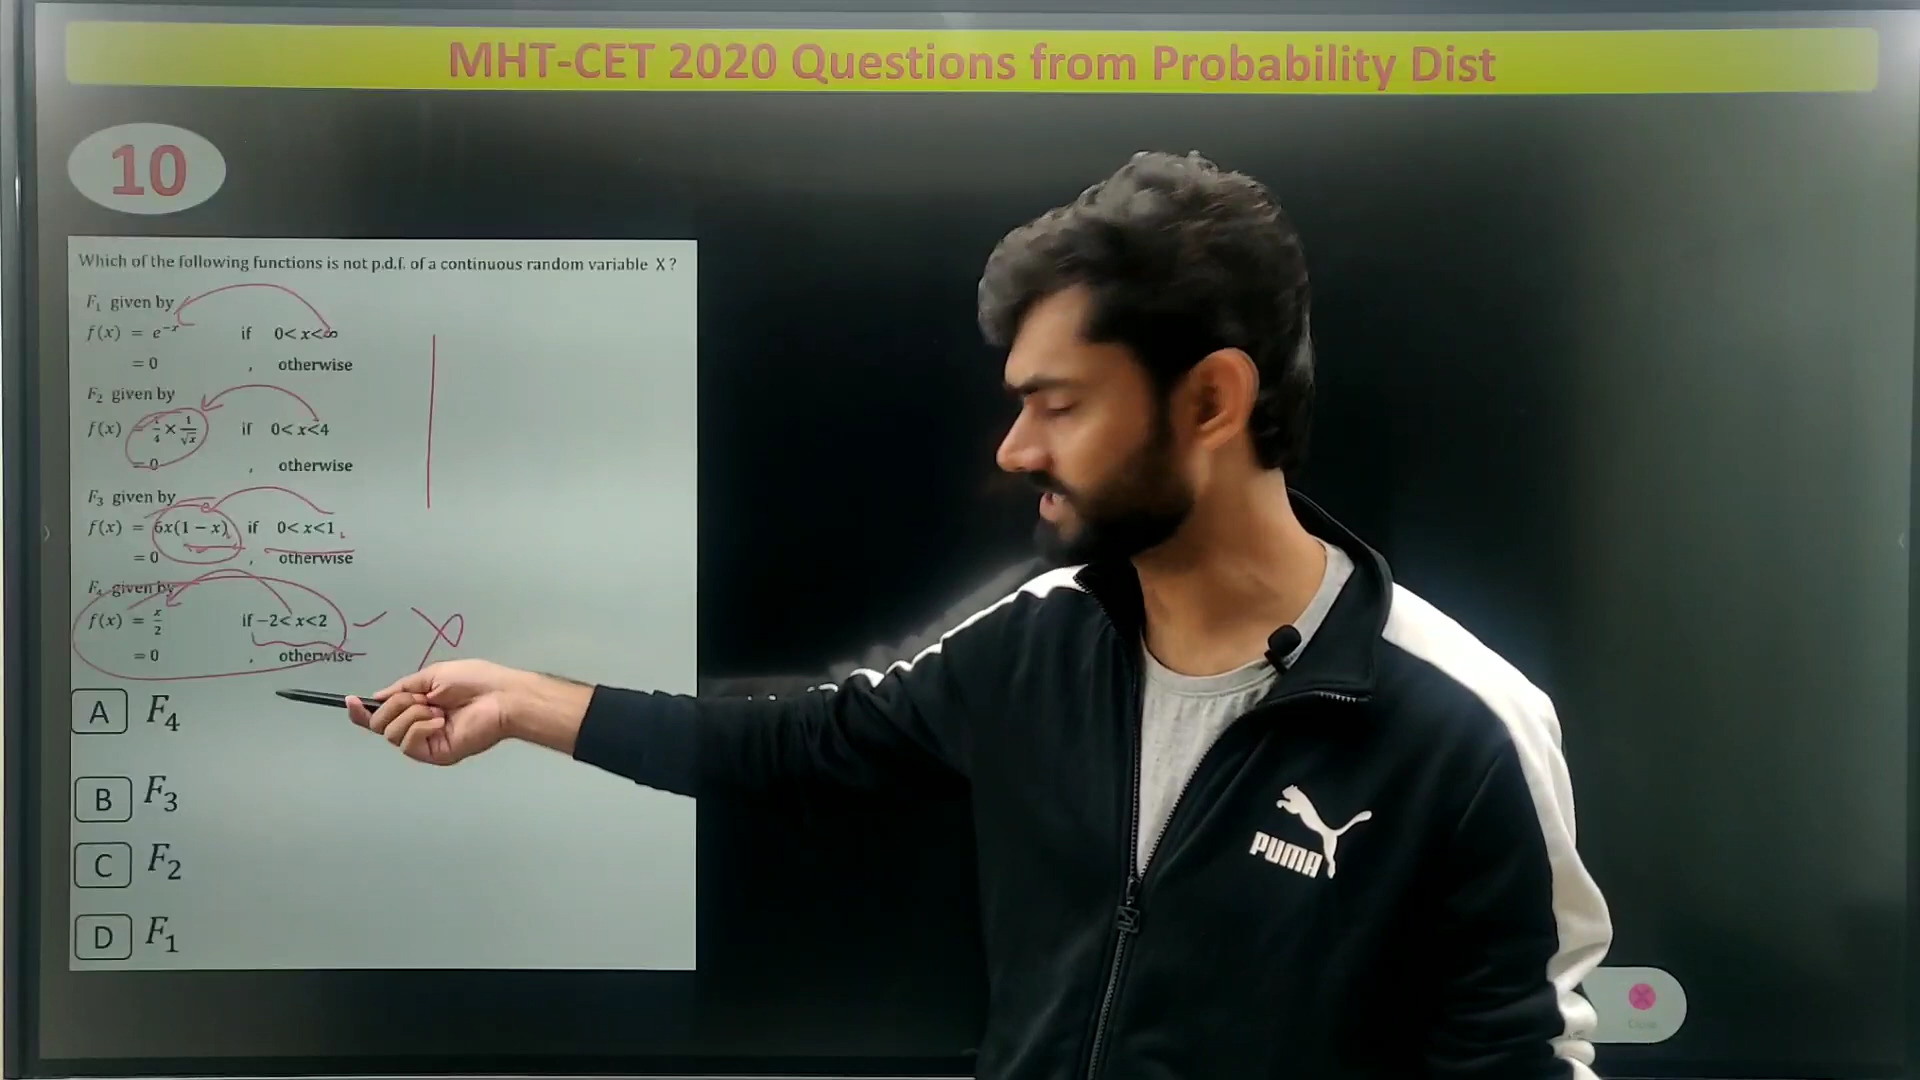 MHT-CET 2020 Questions from Probability Dist
10
Which of the following functions is not p.d.f. of a continuous random variable X ?
F₁ given by
f(x) = e⁻ˣ if 0< x<∞
= 0 , otherwise
F₂ given by
f(x) = 1/4 × 1/√x if 0< x<4
= 0 , otherwise
F₃ given by
f(x) = 6x(1 − x), if 0< x<1,
= 0 , otherwise
F₄ given by
f(x) = x/2 if −2< x<2
= 0 , otherwise
A F₄
B F₃
C F₂
D F₁
PUMA
Close